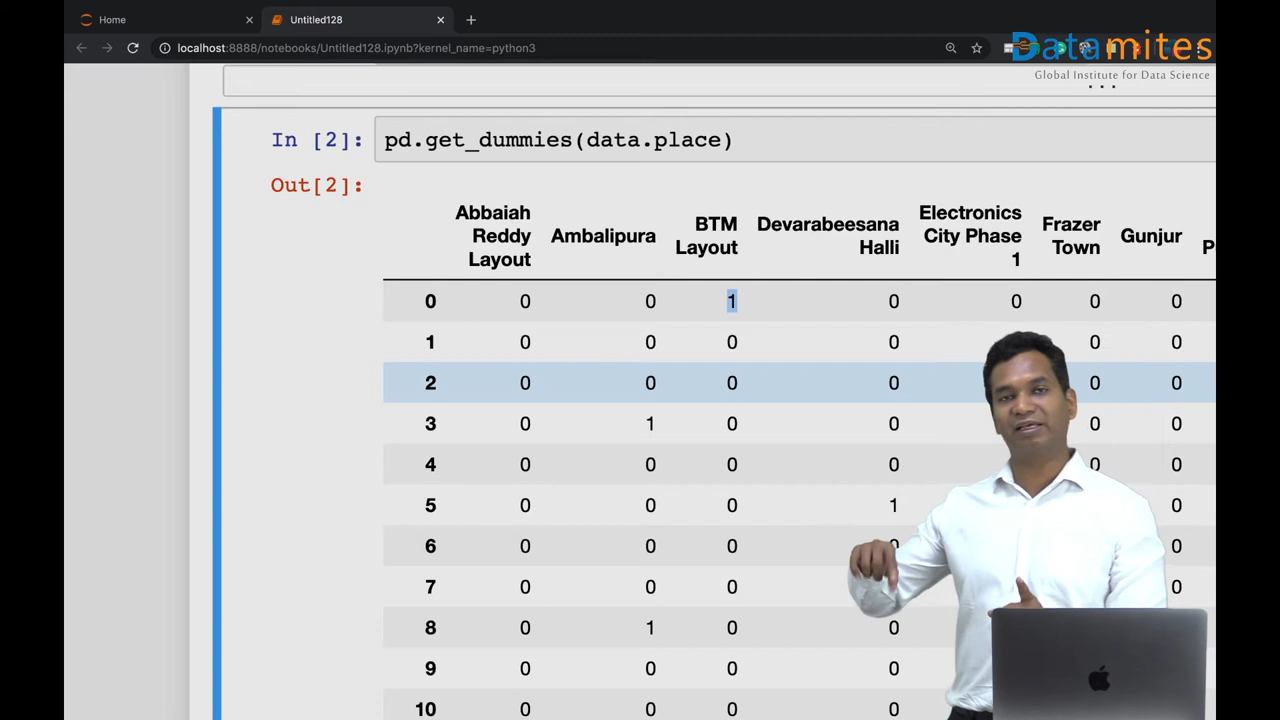 Home
Untitled128
localhost:8888/notebooks/Untitled128.ipynb?kernel_name=python3
Datamites
Global Institute for Data Science
In [2]: pd.get_dummies(data.place)
Out[2]:
Abbaiah Reddy Layout Ambalipura BTM Layout Devarabeesana Halli Electronics City Phase 1 Frazer Town Gunjur P
0 0 0 1 0 0 0 0
1 0 0 0 0 0 0
2 0 0 0 0 0 0
3 0 1 0 0 0 0
4 0 0 0 0 0 0
5 0 0 0 1 0
6 0 0 0 0 0
7 0 0 0 0 0
8 0 1 0 0
9 0 0 0 0
10 0 0 0 0